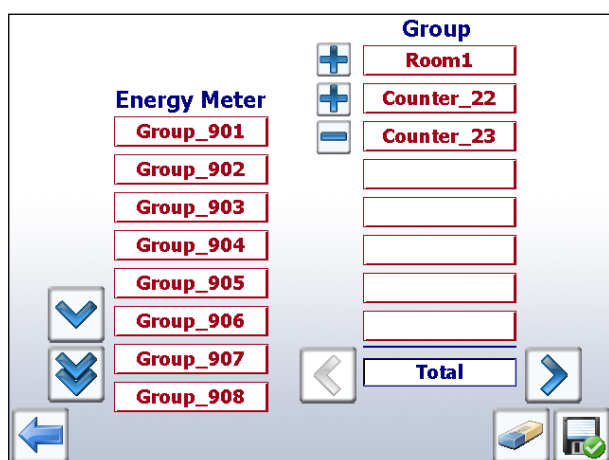 Group
Room1
Energy Meter
Counter_22
Group_901
Counter_23
Group_902
Group_903
Group_904
Group_905
Group_906
Group_907
Total
Group_908